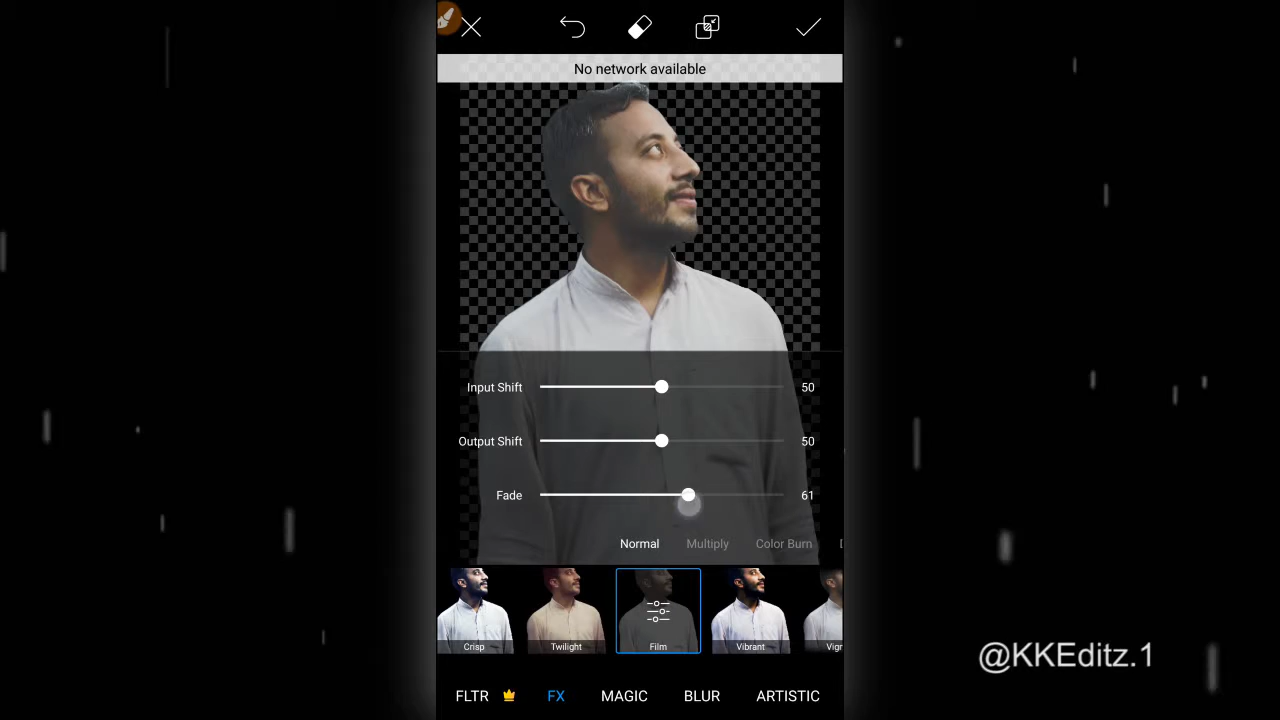 No network available
Input Shift 50
Output Shift 50
Fade 61
Normal Multiply Color Burn
Crisp Twilight Film Vibrant
FLTR FX MAGIC BLUR ARTISTIC
@KKEditz.1